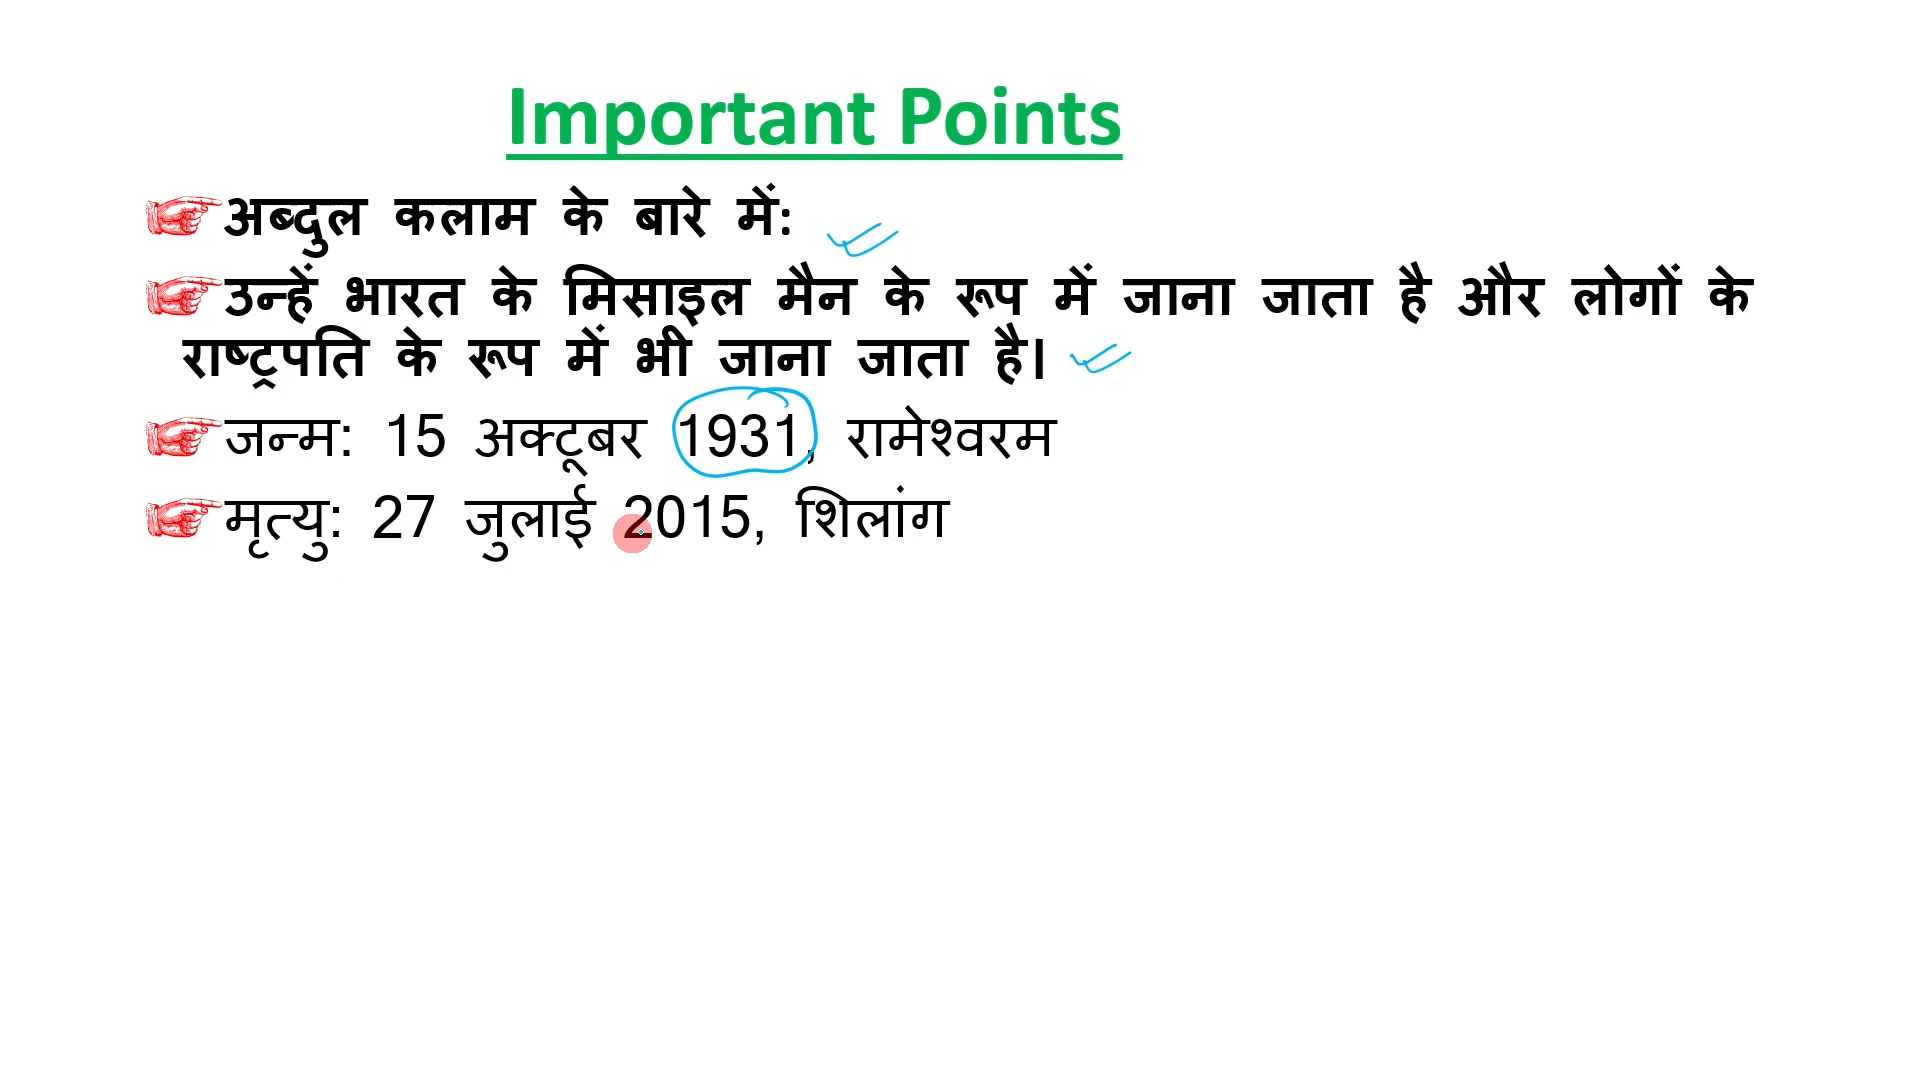 Important Points
अब्दुल कलाम के बारे में:
उन्हें भारत के मिसाइल मैन के रूप में जाना जाता है और लोगों के
राष्ट्रपति के रूप में भी जाना जाता है।
जन्म: 15 अक्टूबर 1931, रामेश्वरम
मृत्यु: 27 जुलाई 2015, शिलांग